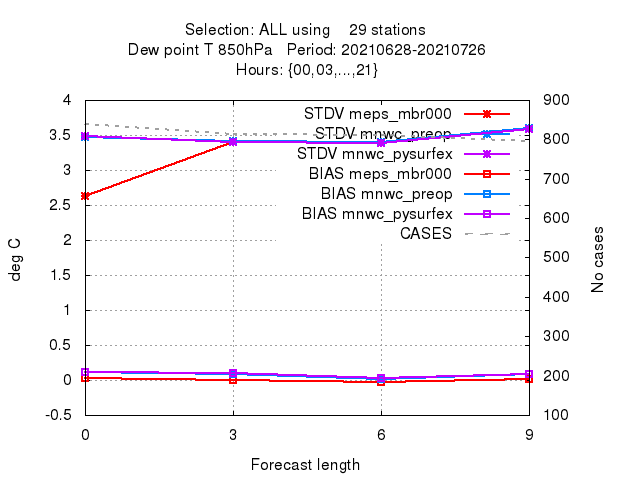 Selection: ALL using 29 stations
Dew point T 850hPa Period: 20210628-20210726
Hours: {00,03,...,21}
4
3.5
3
2.5
2
1.5
1
0.5
0
-0.5
deg C
STDV meps_mbr000
STDV mnwc_preop
STDV mnwc_pysurfex
BIAS meps_mbr000
BIAS mnwc_preop
BIAS mnwc_pysurfex
CASES
900
800
700
600
500
400
300
200
100
No cases
0 3 6 9
Forecast length